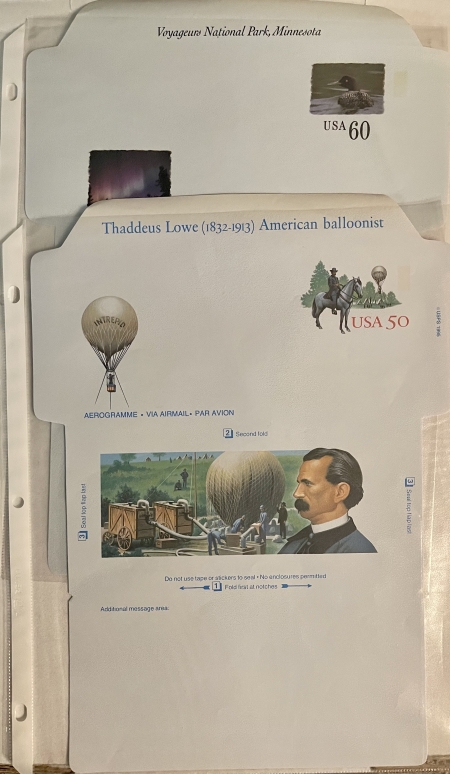 Voyageurs National Park, Minnesota
USA 60
Thaddeus Lowe (1832-1913) American balloonist
INTREPID
USA 50
© USPS 1995
AEROGRAMME • VIA AIRMAIL • PAR AVION
2 Second fold
3 Seal top flap last
3 Seal top flap last
Do not use tape or stickers to seal • No enclosures permitted
1 Fold first at notches
Additional message area: